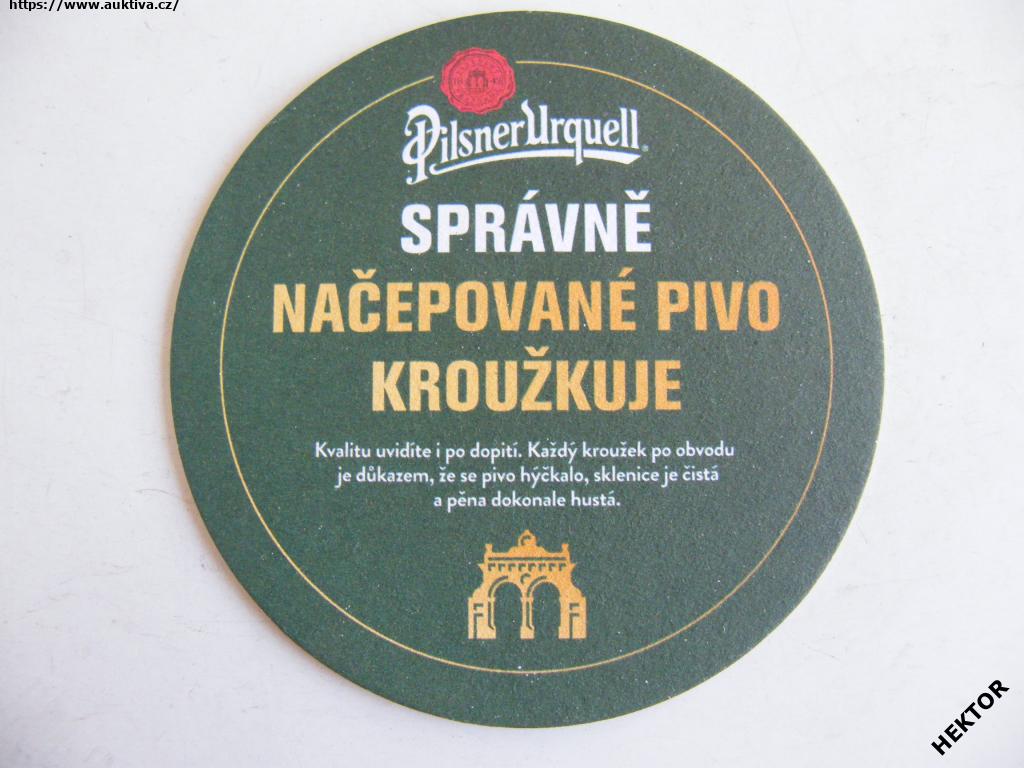 https://www.auktiva.cz/
Pilsner Urquell
SPRÁVNĚ
NAČEPOVANÉ PIVO
KROUŽKUJE
Kvalitu uvidíte i po dopití. Každý kroužek po obvodu
je důkazem, že se pivo hýčkalo, sklenice je čistá
a pěna dokonale hustá.
HEKTOR